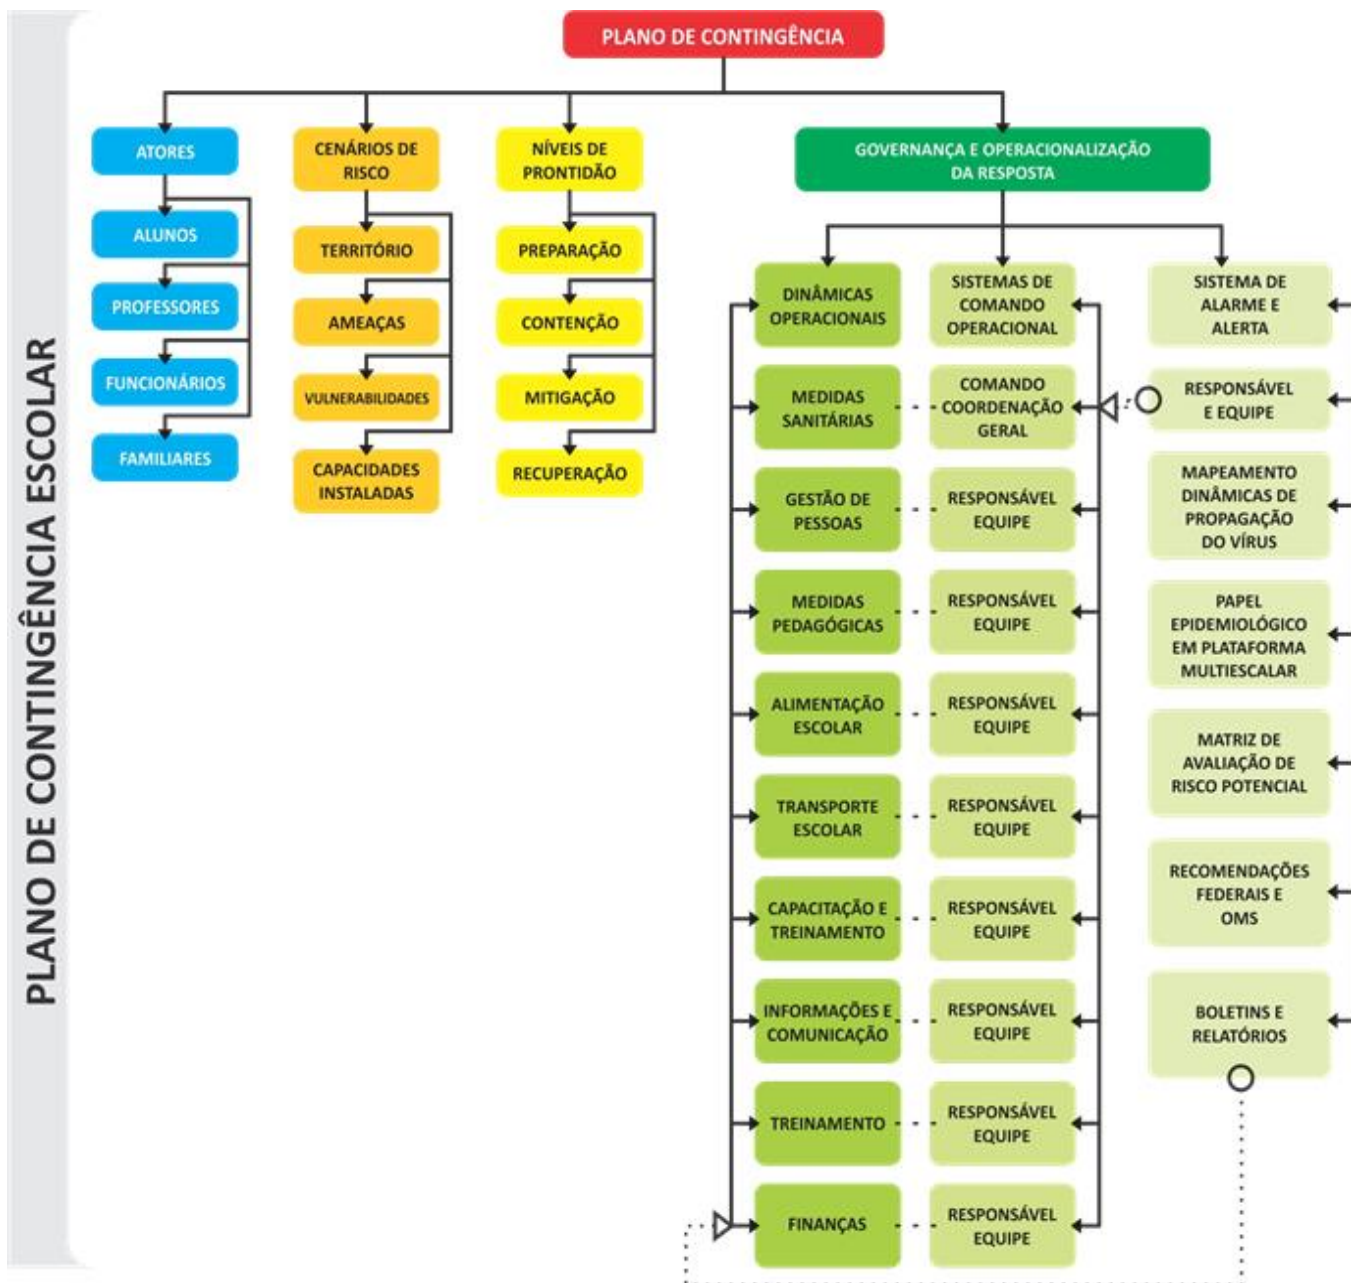 PLANO DE CONTINGÊNCIA ESCOLAR
PLANO DE CONTINGÊNCIA
ATORES
ALUNOS
PROFESSORES
FUNCIONÁRIOS
FAMILIARES
CENÁRIOS DE
RISCO
TERRITÓRIO
AMEAÇAS
VULNERABILIDADES
CAPACIDADES
INSTALADAS
NÍVEIS DE
PRONTIDÃO
PREPARAÇÃO
CONTENÇÃO
MITIGAÇÃO
RECUPERAÇÃO
GOVERNANÇA E OPERACIONALIZAÇÃO
DA RESPOSTA
DINÂMICAS
OPERACIONAIS
MEDIDAS
SANITÁRIAS
GESTÃO DE
PESSOAS
MEDIDAS
PEDAGÓGICAS
ALIMENTAÇÃO
ESCOLAR
TRANSPORTE
ESCOLAR
CAPACITAÇÃO E
TREINAMENTO
INFORMAÇÕES E
COMUNICAÇÃO
TREINAMENTO
FINANÇAS
SISTEMAS DE
COMANDO
OPERACIONAL
COMANDO
COORDENAÇÃO
GERAL
RESPONSÁVEL
EQUIPE
RESPONSÁVEL
EQUIPE
RESPONSÁVEL
EQUIPE
RESPONSÁVEL
EQUIPE
RESPONSÁVEL
EQUIPE
RESPONSÁVEL
EQUIPE
RESPONSÁVEL
EQUIPE
RESPONSÁVEL
EQUIPE
SISTEMA DE
ALARME E
ALERTA
RESPONSÁVEL
E EQUIPE
MAPEAMENTO
DINÂMICAS DE
PROPAGAÇÃO
DO VÍRUS
PAPEL
EPIDEMIOLÓGICO
EM PLATAFORMA
MULTIESCALAR
MATRIZ DE
AVALIAÇÃO DE
RISCO POTENCIAL
RECOMENDAÇÕES
FEDERAIS E
OMS
BOLETINS E
RELATÓRIOS